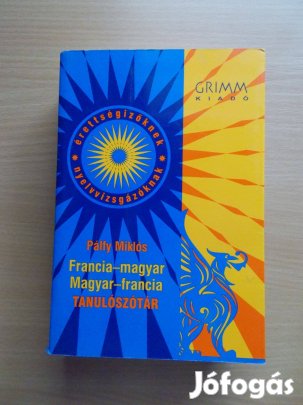 GRIMM
KIADÓ
érettségizőknek
nyelvvizsgázóknak
Pálfy Miklós
Francia–magyar
Magyar–francia
TANULÓSZÓTÁR
Jófogás